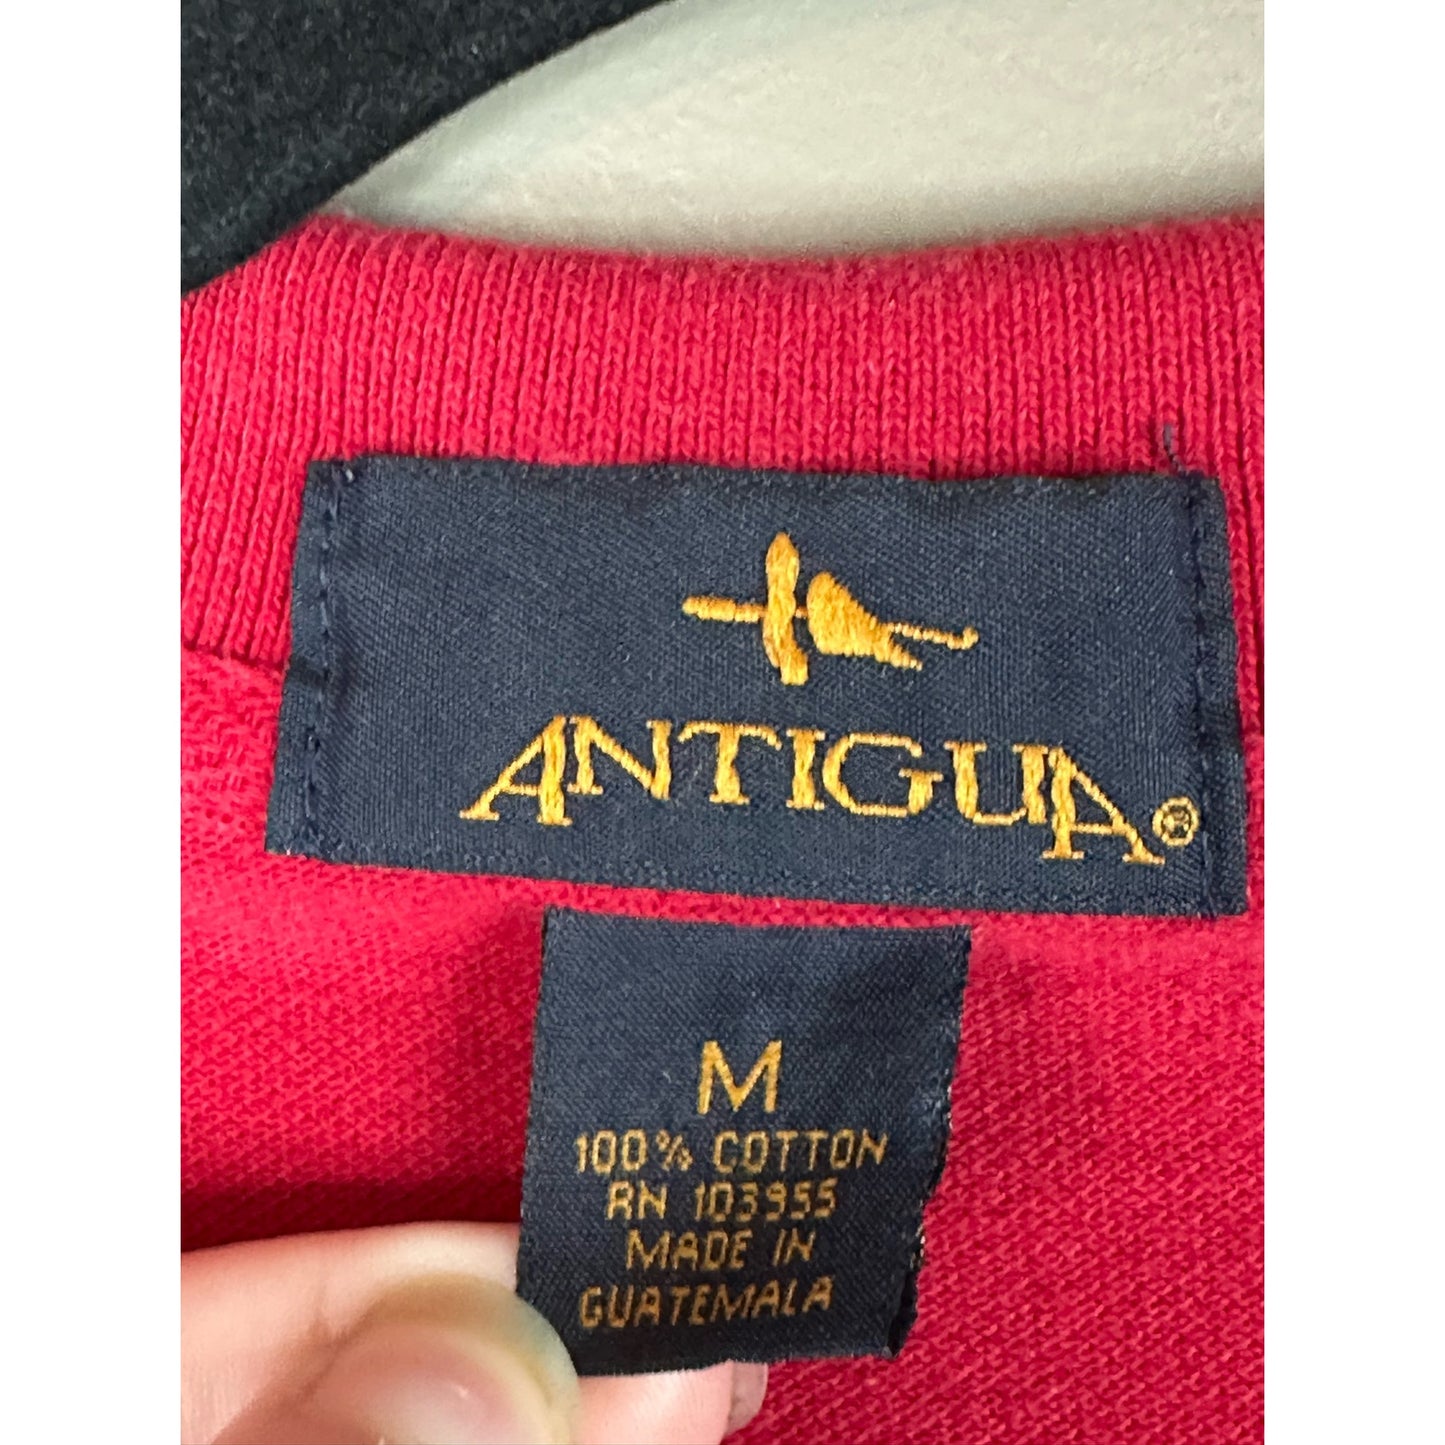 ANTIGUA®
M
100% COTTON
RN 103955
MADE IN
GUATEMALA